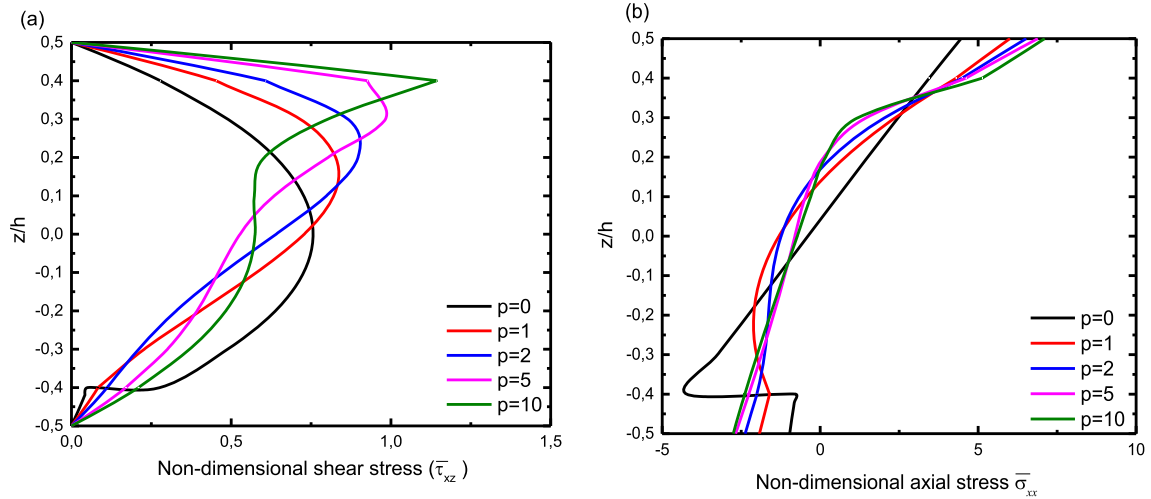 (a)
0,5
0,4
0,3
0,2
0,1
0,0
-0,1
-0,2
-0,3
-0,4
-0,5
z/h
0,0 0,5 1,0 1,5
Non-dimensional shear stress (τ̅xz )
p=0
p=1
p=2
p=5
p=10
(b)
0,5
0,4
0,3
0,2
0,1
0,0
-0,1
-0,2
-0,3
-0,4
-0,5
z/h
-5 0 5 10
Non-dimensional axial stress σ̅xx
p=0
p=1
p=2
p=5
p=10